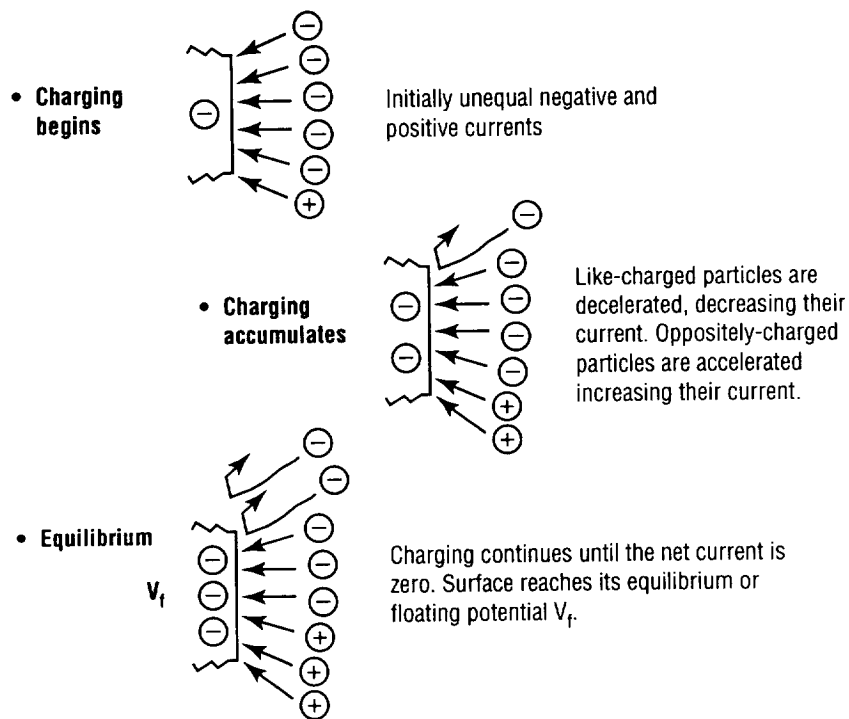 • Charging
begins
Initially unequal negative and
positive currents
• Charging
accumulates
Like-charged particles are
decelerated, decreasing their
current. Oppositely-charged
particles are accelerated
increasing their current.
• Equilibrium
Vf
Charging continues until the net current is
zero. Surface reaches its equilibrium or
floating potential Vf.